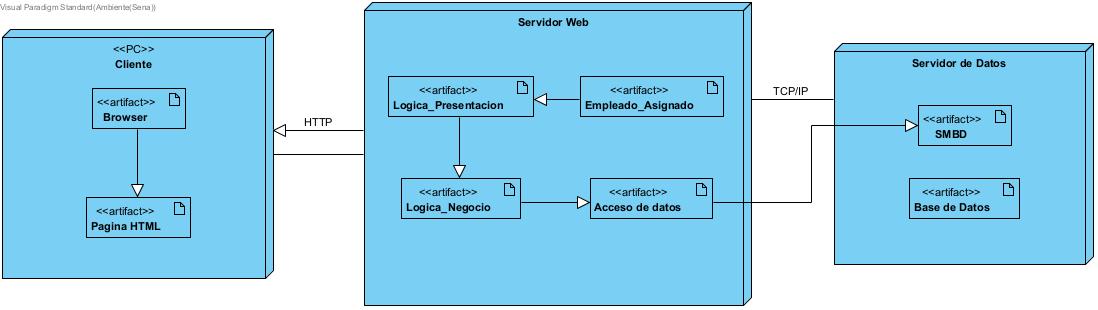 Visual Paradigm Standard(Ambiente(Sena))
<<PC>>
Cliente
<<artifact>>
Browser
<<artifact>>
Pagina HTML
HTTP
Servidor Web
<<artifact>>
Logica_Presentacion
<<artifact>>
Empleado_Asignado
<<artifact>>
Logica_Negocio
<<artifact>>
Acceso de datos
TCP/IP
Servidor de Datos
<<artifact>>
SMBD
<<artifact>>
Base de Datos